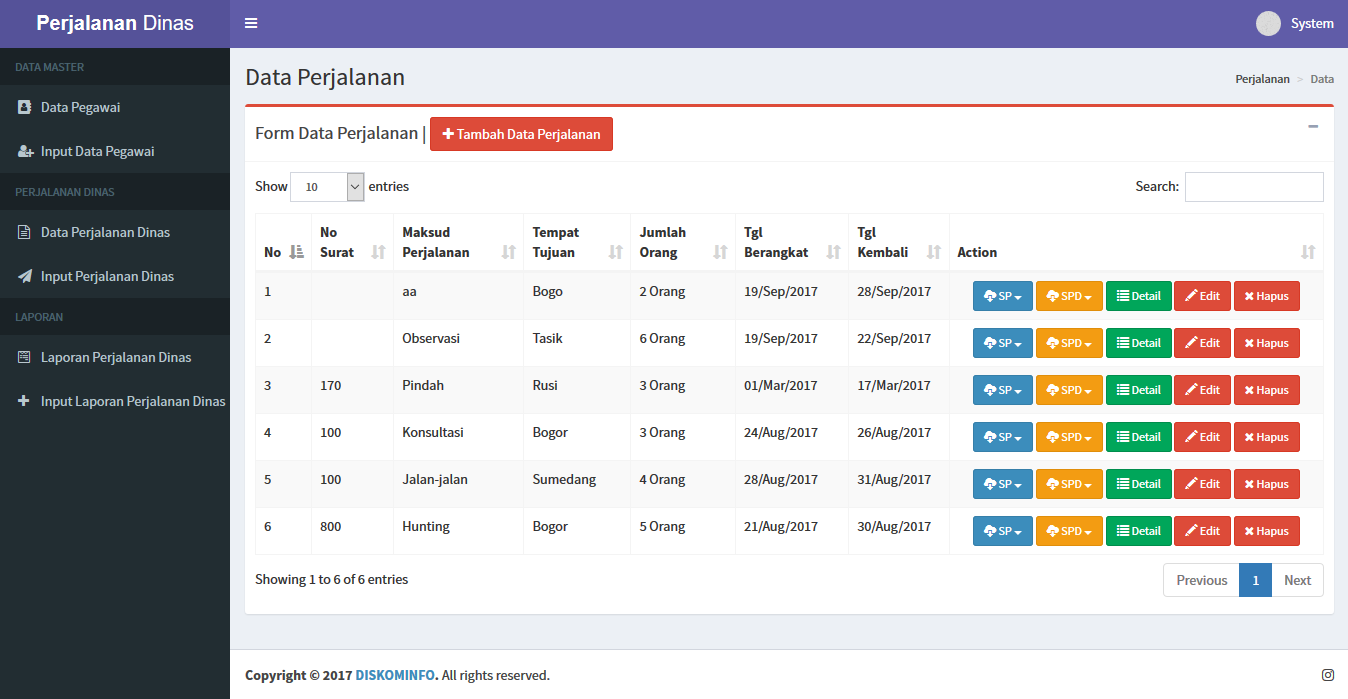 Perjalanan Dinas
System
DATA MASTER
Data Pegawai
Input Data Pegawai
PERJALANAN DINAS
Data Perjalanan Dinas
Input Perjalanan Dinas
LAPORAN
Laporan Perjalanan Dinas
Input Laporan Perjalanan Dinas
Data Perjalanan
Perjalanan > Data
Form Data Perjalanan | Tambah Data Perjalanan
Show 10 entries
Search:
No No Surat Maksud Perjalanan Tempat Tujuan Jumlah Orang Tgl Berangkat Tgl Kembali Action
1 aa Bogo 2 Orang 19/Sep/2017 28/Sep/2017 SP SPD Detail Edit Hapus
2 Observasi Tasik 6 Orang 19/Sep/2017 22/Sep/2017 SP SPD Detail Edit Hapus
3 170 Pindah Rusi 3 Orang 01/Mar/2017 17/Mar/2017 SP SPD Detail Edit Hapus
4 100 Konsultasi Bogor 3 Orang 24/Aug/2017 26/Aug/2017 SP SPD Detail Edit Hapus
5 100 Jalan-jalan Sumedang 4 Orang 28/Aug/2017 31/Aug/2017 SP SPD Detail Edit Hapus
6 800 Hunting Bogor 5 Orang 21/Aug/2017 30/Aug/2017 SP SPD Detail Edit Hapus
Showing 1 to 6 of 6 entries
Previous 1 Next
Copyright © 2017 DISKOMINFO. All rights reserved.